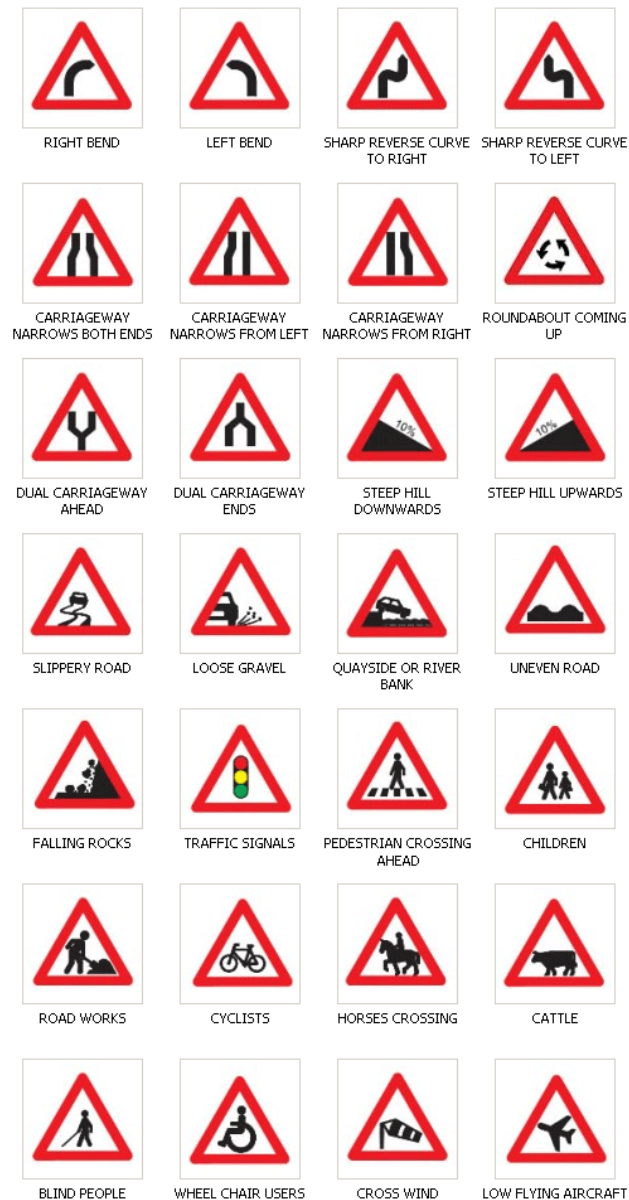 RIGHT BEND
LEFT BEND
SHARP REVERSE CURVE
TO RIGHT
SHARP REVERSE CURVE
TO LEFT
CARRIAGEWAY
NARROWS BOTH ENDS
CARRIAGEWAY
NARROWS FROM LEFT
CARRIAGEWAY
NARROWS FROM RIGHT
ROUNDABOUT COMING
UP
10%
10%
DUAL CARRIAGEWAY
AHEAD
DUAL CARRIAGEWAY
ENDS
STEEP HILL
DOWNWARDS
STEEP HILL UPWARDS
SLIPPERY ROAD
LOOSE GRAVEL
QUAYSIDE OR RIVER
BANK
UNEVEN ROAD
FALLING ROCKS
TRAFFIC SIGNALS
PEDESTRIAN CROSSING
AHEAD
CHILDREN
ROAD WORKS
CYCLISTS
HORSES CROSSING
CATTLE
BLIND PEOPLE
WHEEL CHAIR USERS
CROSS WIND
LOW FLYING AIRCRAFT